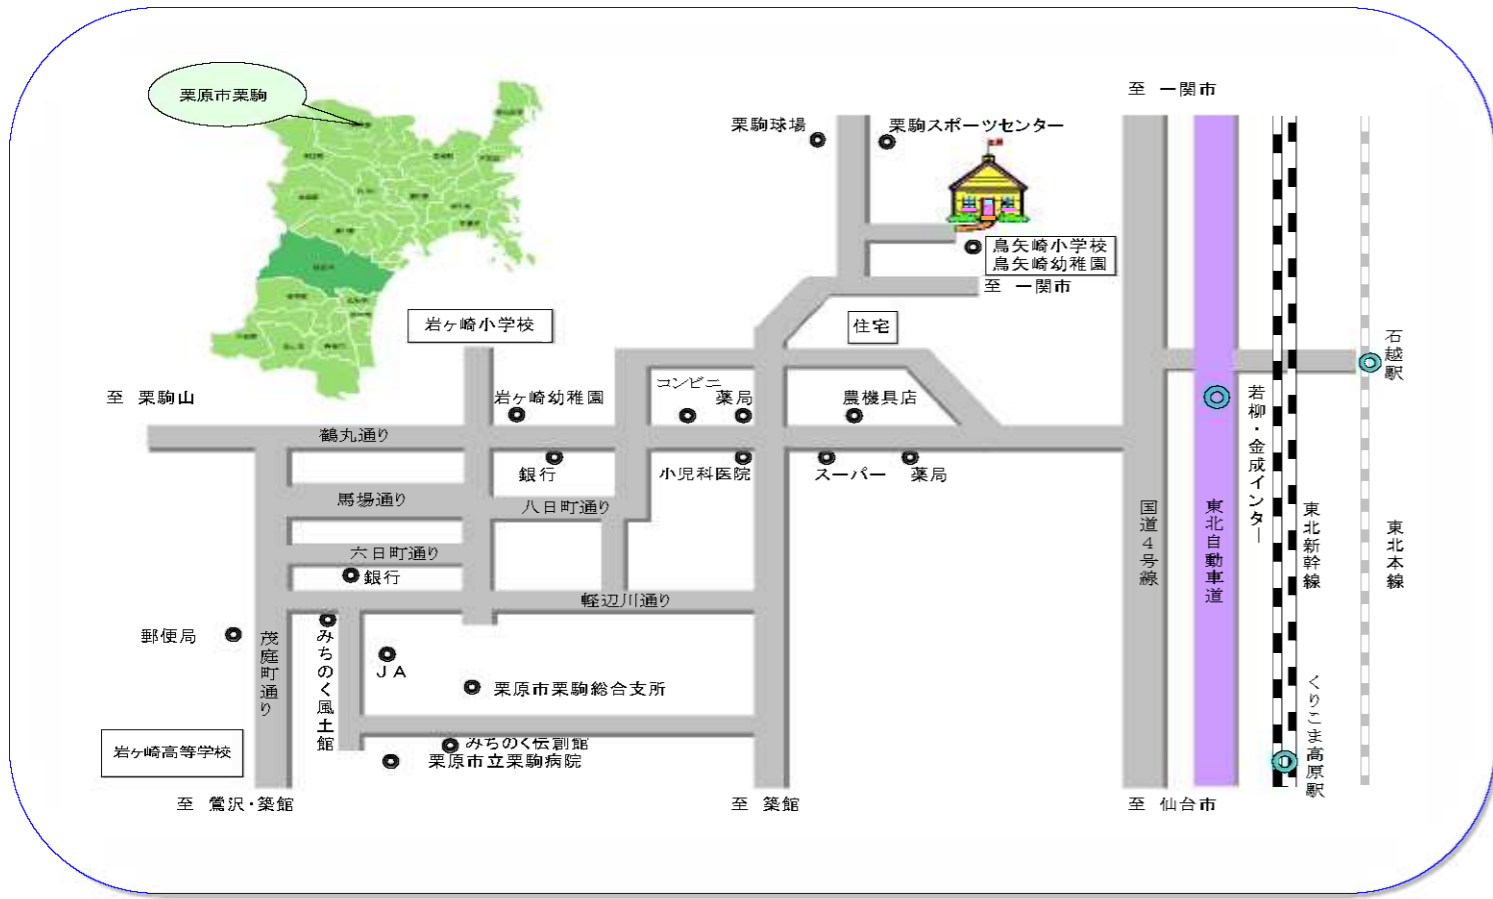 栗原市栗駒
至 一関市
栗駒球場
栗駒スポーツセンター
鳥矢崎小学校
鳥矢崎幼稚園
至 一関市
岩ヶ崎小学校
住宅
石越駅
コンビニ
薬局
至 栗駒山
岩ヶ崎幼稚園
農機具店
若柳・金成インター
鶴丸通り
銀行
小児科医院
スーパー
薬局
馬場通り
八日町通り
国道4号線
東北自動車道
東北新幹線
東北本線
六日町通り
銀行
軽辺川通り
郵便局
茂庭町通り
みちのく風土館
JA
栗原市栗駒総合支所
くりこま高原駅
岩ヶ崎高等学校
みちのく伝創館
栗原市立栗駒病院
至 鶯沢・築館
至 築館
至 仙台市